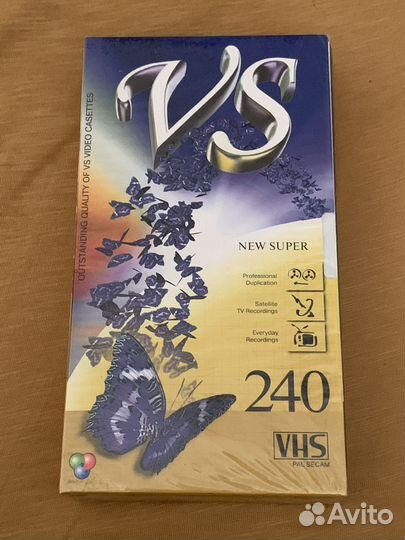 VS
OUTSTANDING QUALITY OF VS VIDEO CASETTES
NEW SUPER
Professional
Duplication
Satellite
TV Recordings
Everyday
Recordings
240
VHS
PAL SECAM
Avito